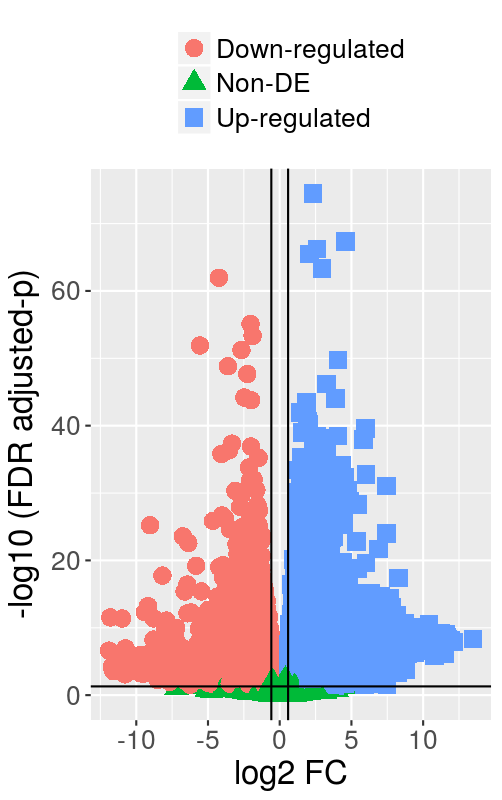 Down-regulated
Non-DE
Up-regulated
-log10 (FDR adjusted-p)
60
40
20
0
-10 -5 0 5 10
log2 FC